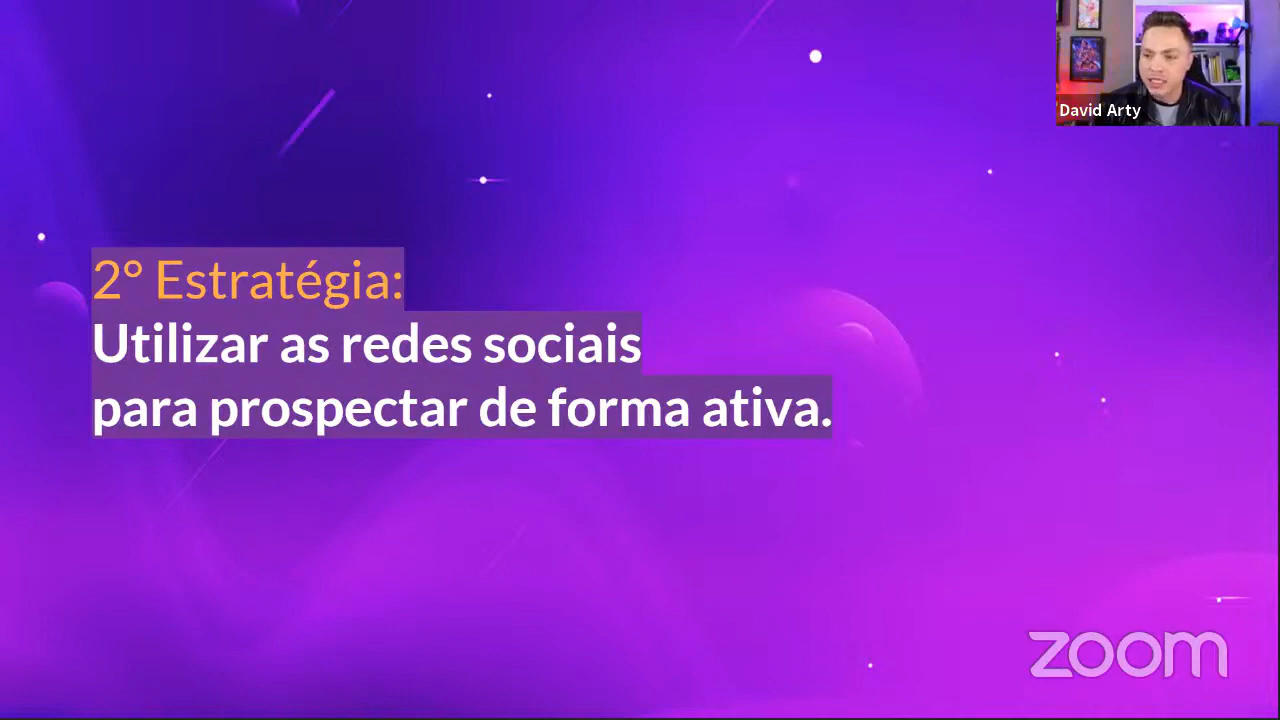 David Arty
2° Estratégia:
Utilizar as redes sociais
para prospectar de forma ativa.
zoom